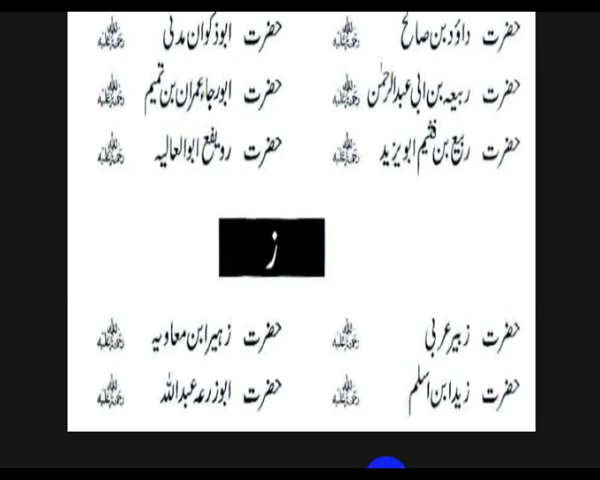 حضرت داؤد بن صالح رحمۃ اللہ علیہ حضرت ابوذکوان مدنی رحمۃ اللہ علیہ
حضرت ربیعہ بن ابی عبدالرحمٰن رحمۃ اللہ علیہ حضرت ابورجاء عمران بن تمیم رحمۃ اللہ علیہ
حضرت ربیع بن خثیم ابو یزید رحمۃ اللہ علیہ حضرت رویفع ابوالعالیہ رحمۃ اللہ علیہ
ز
حضرت زبیر عربی رحمۃ اللہ علیہ حضرت زہیر ابن معاویہ رحمۃ اللہ علیہ
حضرت زید ابن اسلم رحمۃ اللہ علیہ حضرت ابوزرعہ عبداللہ رحمۃ اللہ علیہ